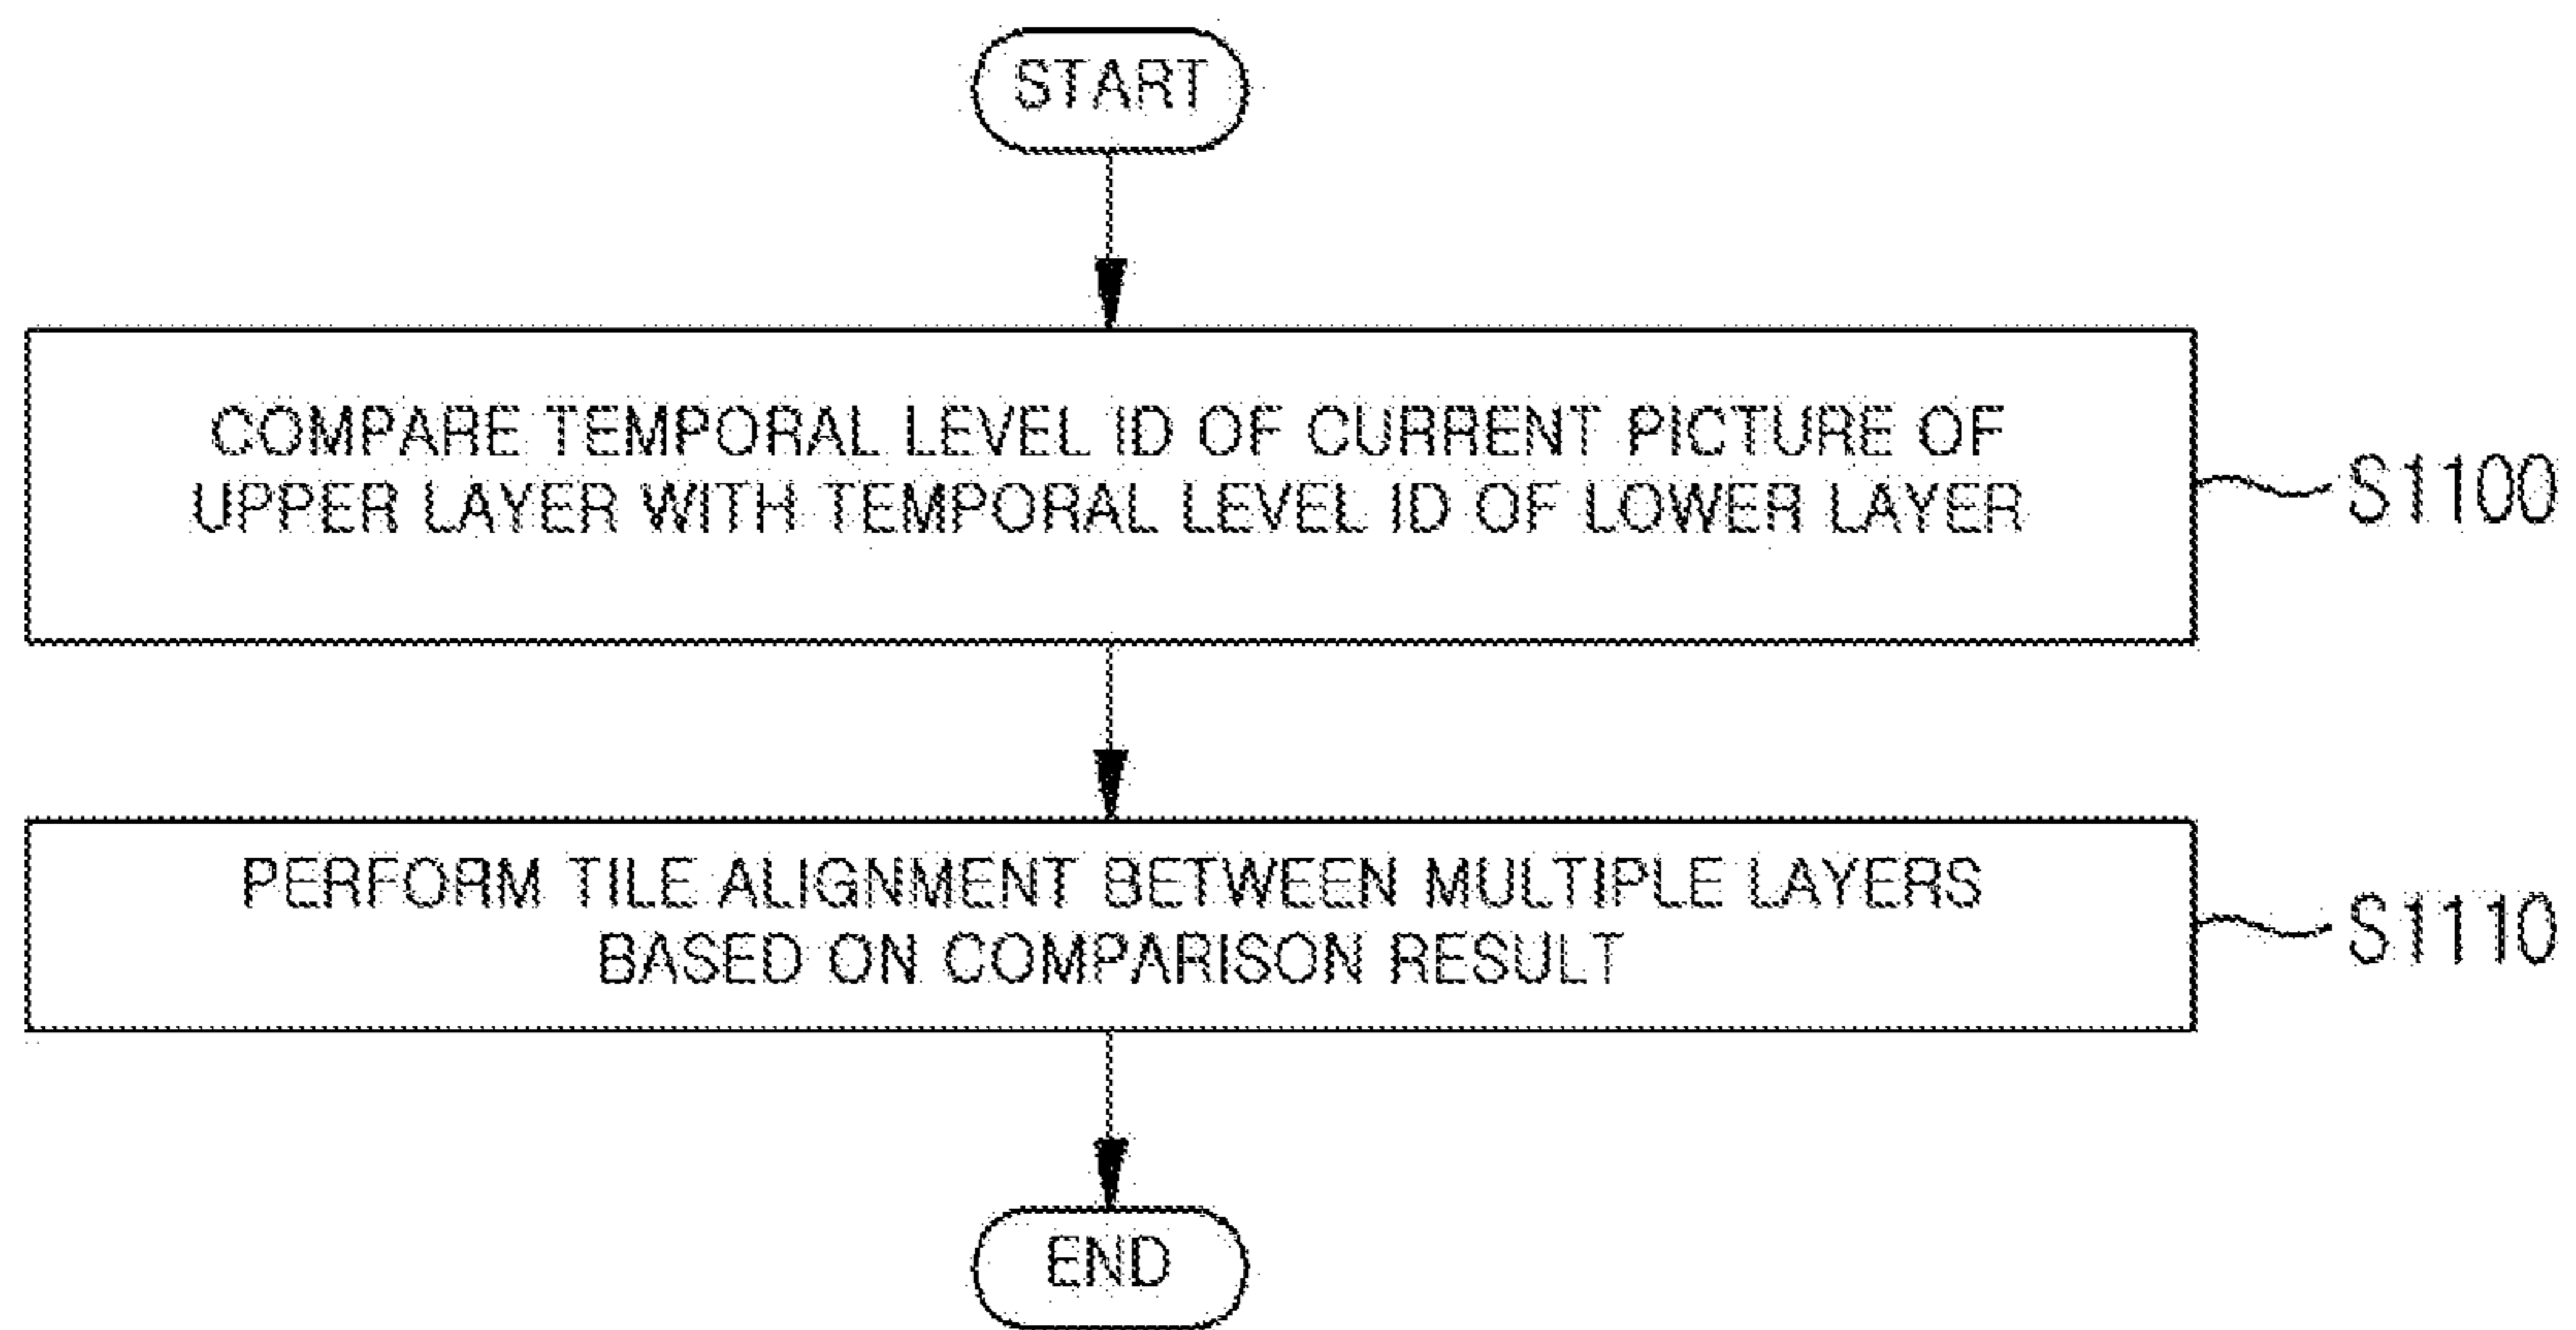 START
COMPARE TEMPORAL LEVEL ID OF CURRENT PICTURE OF
UPPER LAYER WITH TEMPORAL LEVEL ID OF LOWER LAYER
S1100
PERFORM TILE ALIGNMENT BETWEEN MULTIPLE LAYERS
BASED ON COMPARISON RESULT
S1110
END